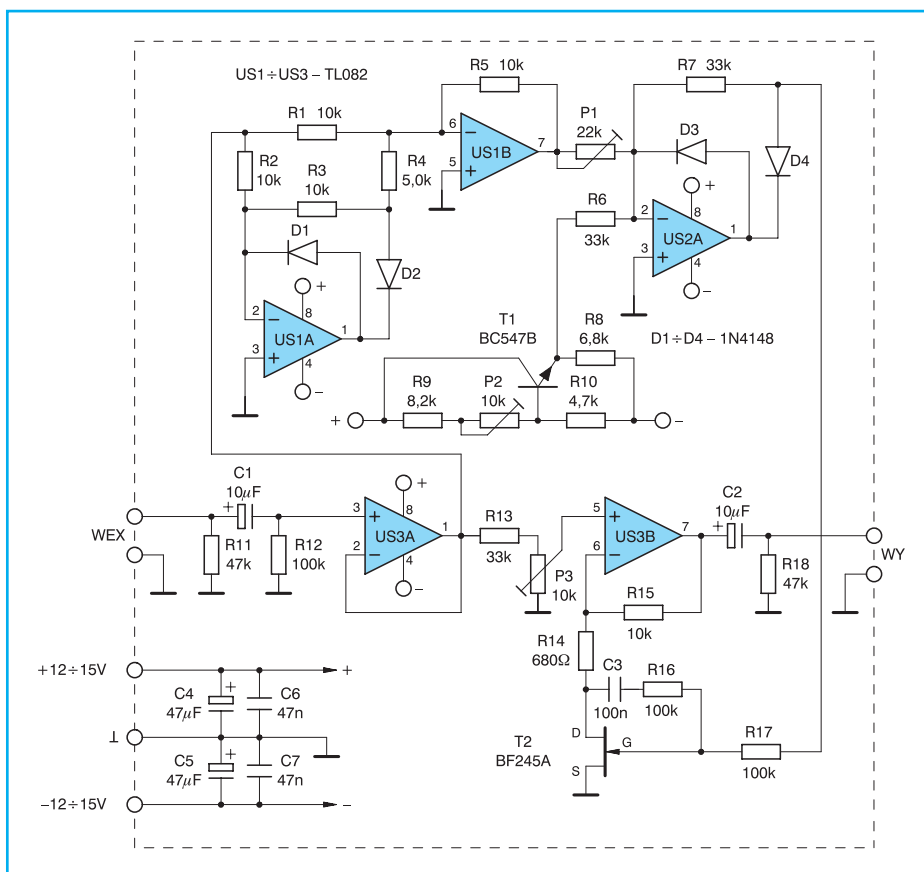 US1÷US3 – TL082
R5 10k
R7 33k
R1 10k
P1
22k
6
−
US1B
7
5
+
D3
D4
R2
10k
R3
10k
R4
5,0k
R6
33k
+
8
2
−
US2A
1
3
+
4
−
D1
D2
+
8
2
−
US1A
1
3
+
4
−
T1
BC547B
R8
6,8k
D1÷D4 – 1N4148
R9
8,2k
P2
10k
R10
4,7k
+
−
C1
10µF
+
WEX
R11
47k
R12
100k
+
8
3
+
US3A
1
2
−
4
−
R13
33k
P3
10k
5
+
US3B
7
6
−
C2
10µF
+
WY
R18
47k
R15
10k
R14
680Ω
C3
100n
R16
100k
R17
100k
D
G
S
T2
BF245A
+12÷15V
+
C4
47µF
+
C6
47n
⊥
C5
47µF
+
C7
47n
−12÷15V
−